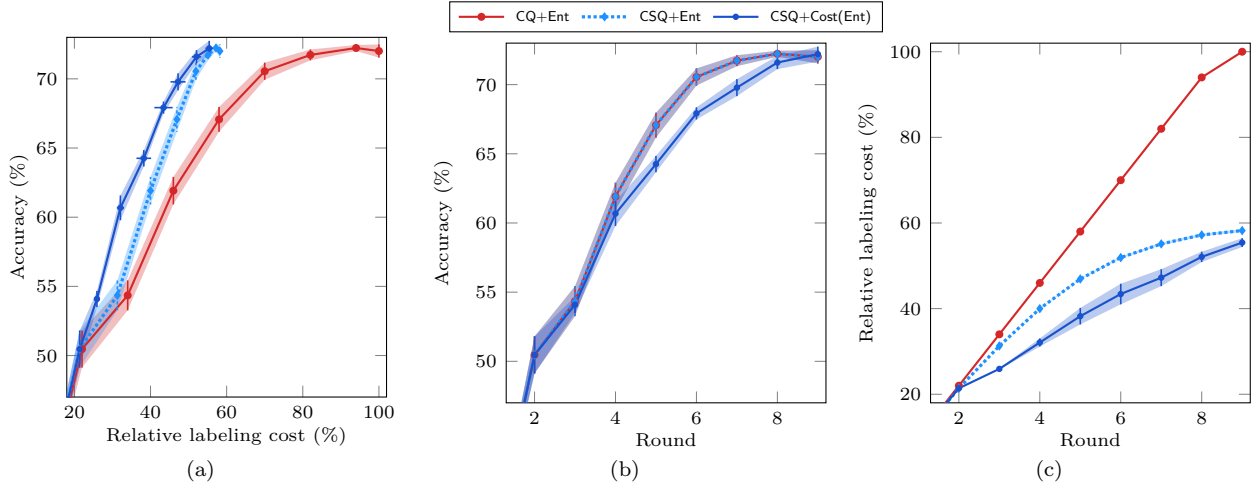 CQ+Ent CSQ+Ent CSQ+Cost(Ent)
Accuracy (%)
70
65
60
55
50
20 40 60 80 100
Relative labeling cost (%)
(a)
Accuracy (%)
70
65
60
55
50
2 4 6 8
Round
(b)
Relative labeling cost (%)
100
80
60
40
20
2 4 6 8
Round
(c)